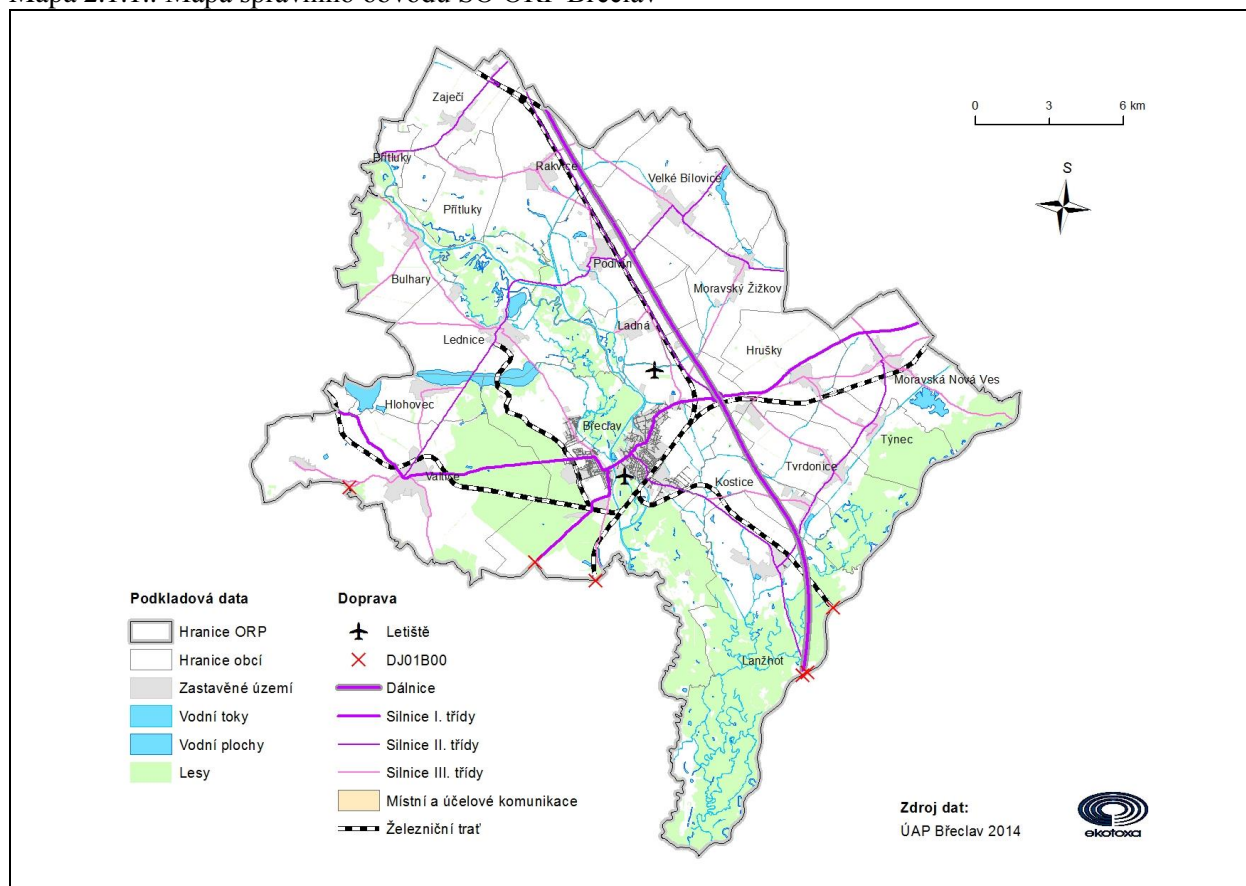 Mapa 2.1.1.: Mapa správního obvodu SO ORP Břeclav
0 3 6 km
S
Zaječí
Přítluky
Rakvice
Velké Bílovice
Přítluky
Podivín
Bulhary
Moravský Žižkov
Ladná
Lednice
Hrušky
Moravská Nová Ves
Hlohovec
Břeclav
Týnec
Tvrdonice
Valtice
Kostice
Lanžhot
Podkladová data
Hranice ORP
Hranice obcí
Zastavěné území
Vodní toky
Vodní plochy
Lesy
Doprava
Letiště
DJ01B00
Dálnice
Silnice I. třídy
Silnice II. třídy
Silnice III. třídy
Místní a účelové komunikace
Železniční trať
Zdroj dat:
ÚAP Břeclav 2014
ekotoxa